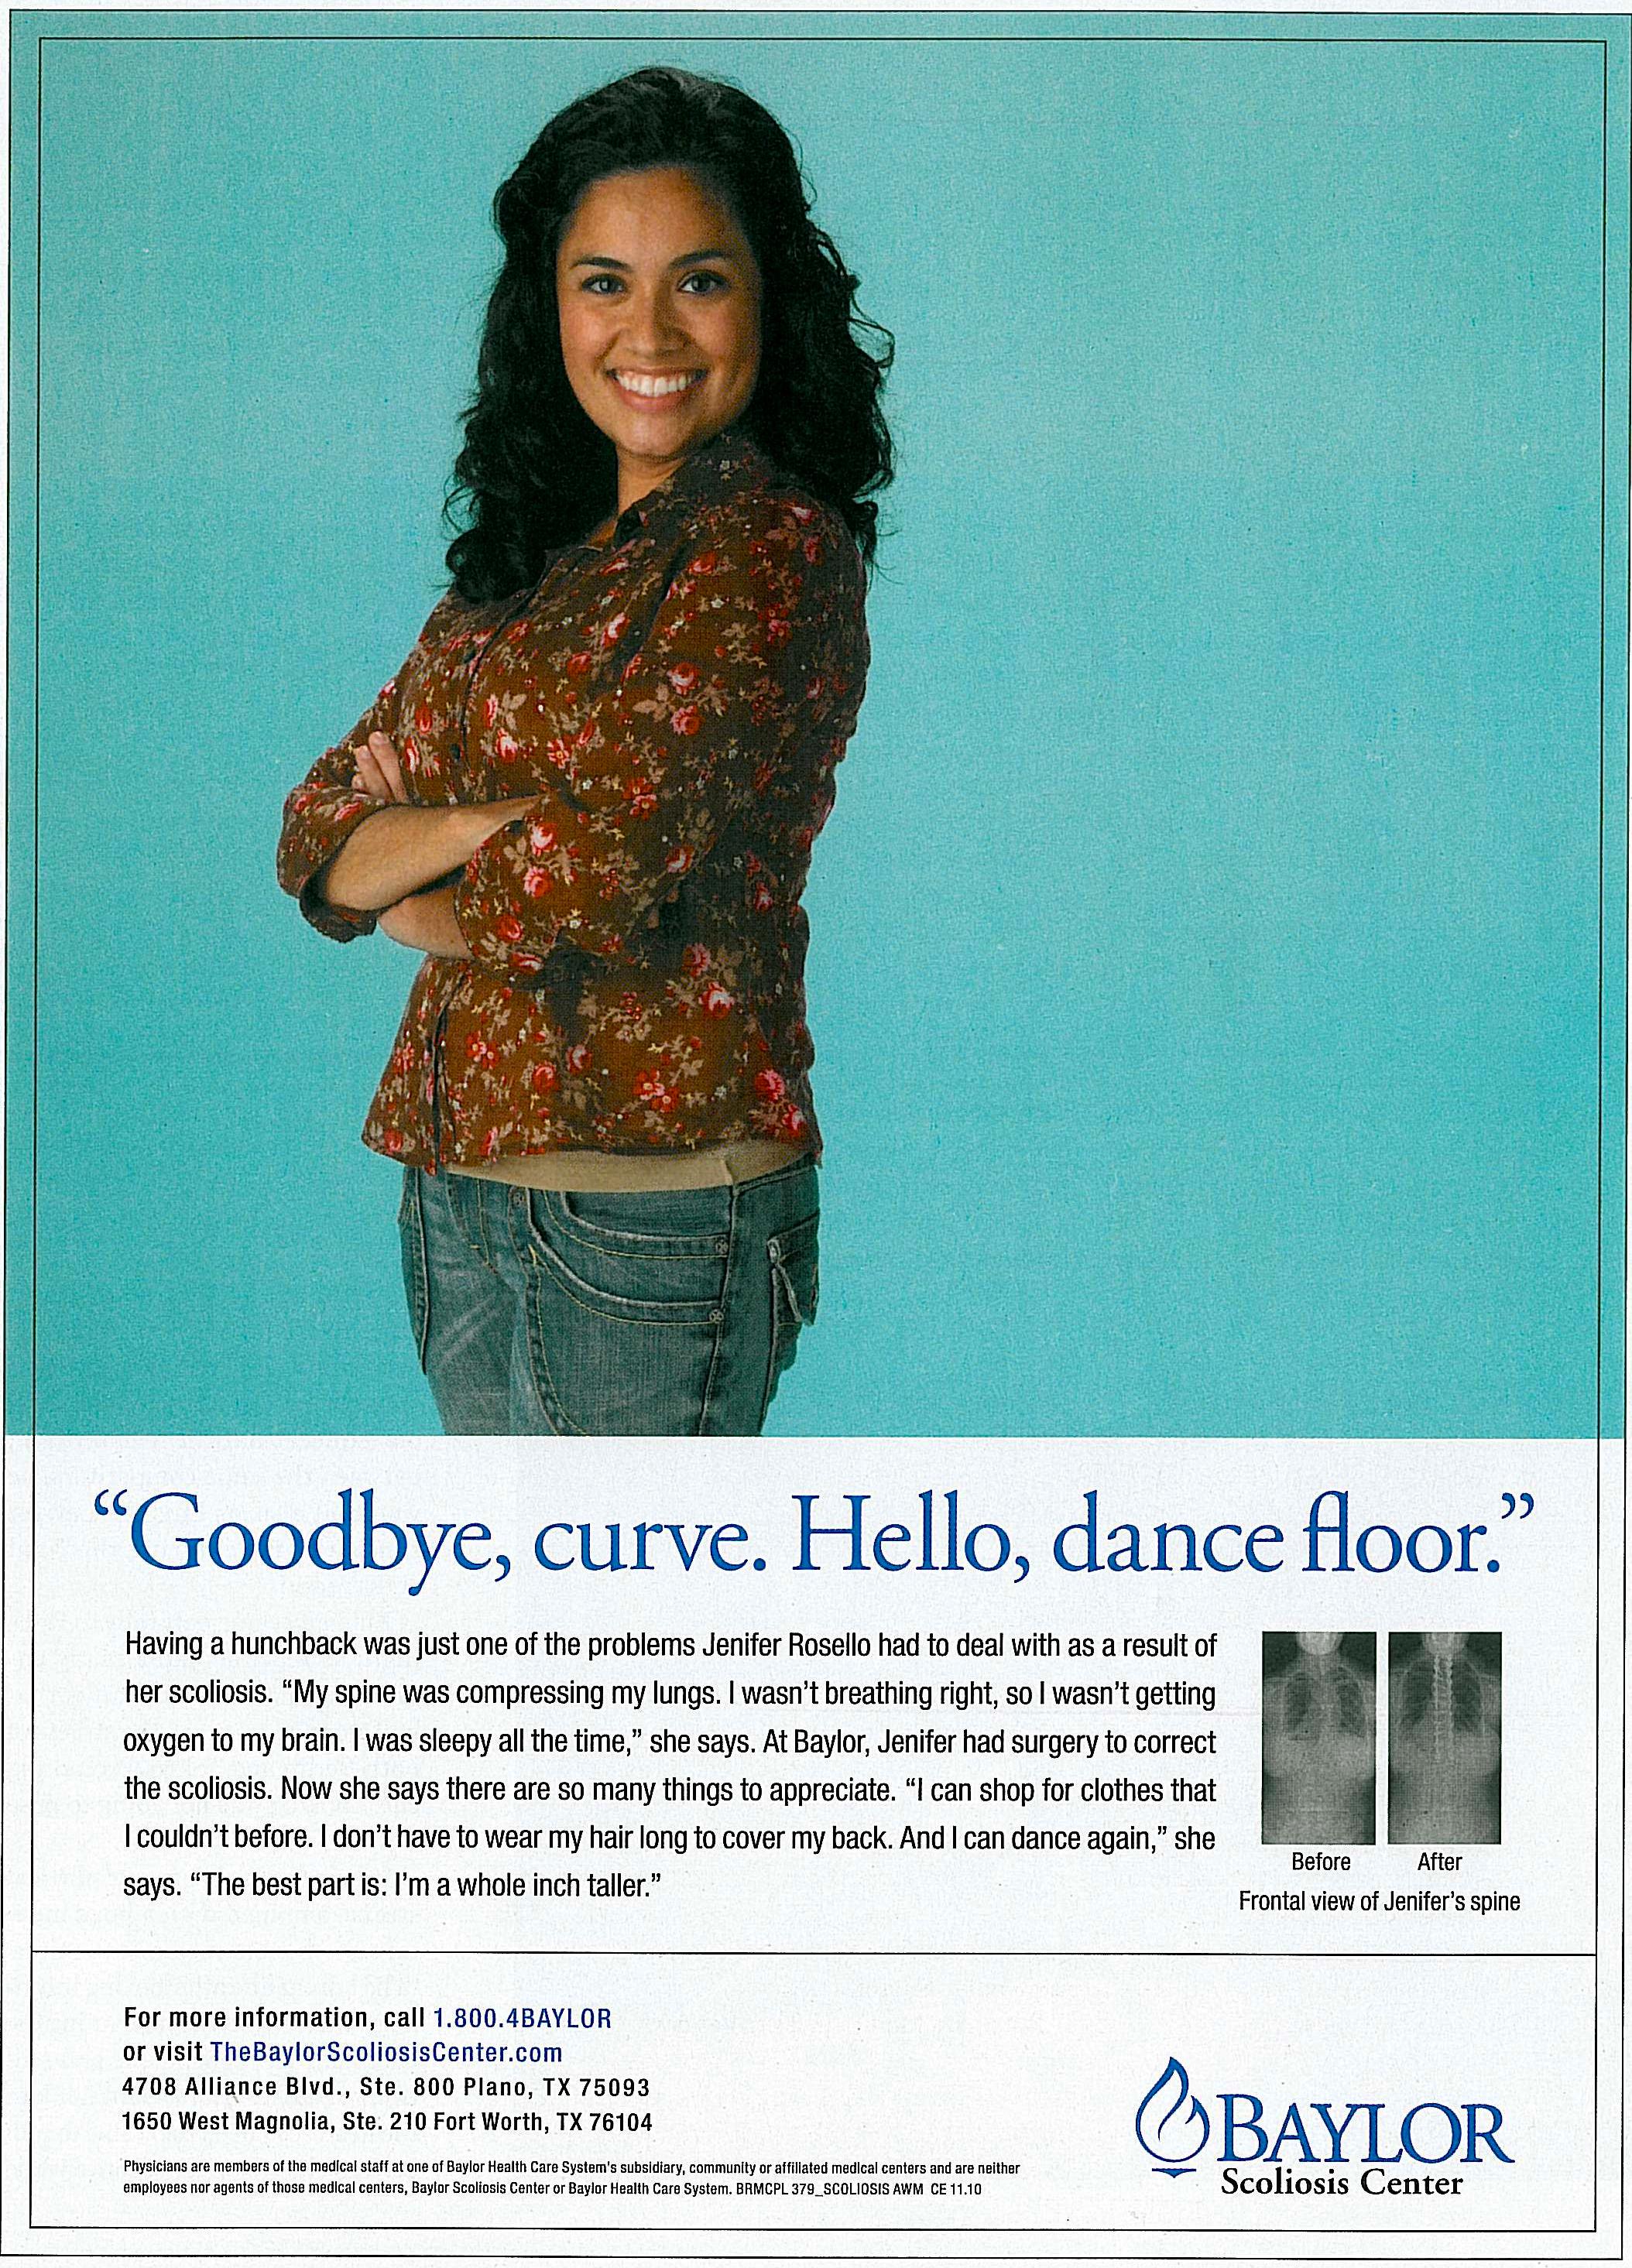 “Goodbye, curve. Hello, dance floor.”
Having a hunchback was just one of the problems Jenifer Rosello had to deal with as a result of
her scoliosis. “My spine was compressing my lungs. I wasn’t breathing right, so I wasn’t getting
oxygen to my brain. I was sleepy all the time,” she says. At Baylor, Jenifer had surgery to correct
the scoliosis. Now she says there are so many things to appreciate. “I can shop for clothes that
I couldn’t before. I don’t have to wear my hair long to cover my back. And I can dance again,” she
says. “The best part is: I’m a whole inch taller.”
Before After
Frontal view of Jenifer’s spine
For more information, call 1.800.4BAYLOR
or visit TheBaylorScoliosisCenter.com
4708 Alliance Blvd., Ste. 800 Plano, TX 75093
1650 West Magnolia, Ste. 210 Fort Worth, TX 76104
Physicians are members of the medical staff at one of Baylor Health Care System’s subsidiary, community or affiliated medical centers and are neither
employees nor agents of those medical centers, Baylor Scoliosis Center or Baylor Health Care System. BRMCPL 379_SCOLIOSIS AWM CE 11.10
BAYLOR
Scoliosis Center